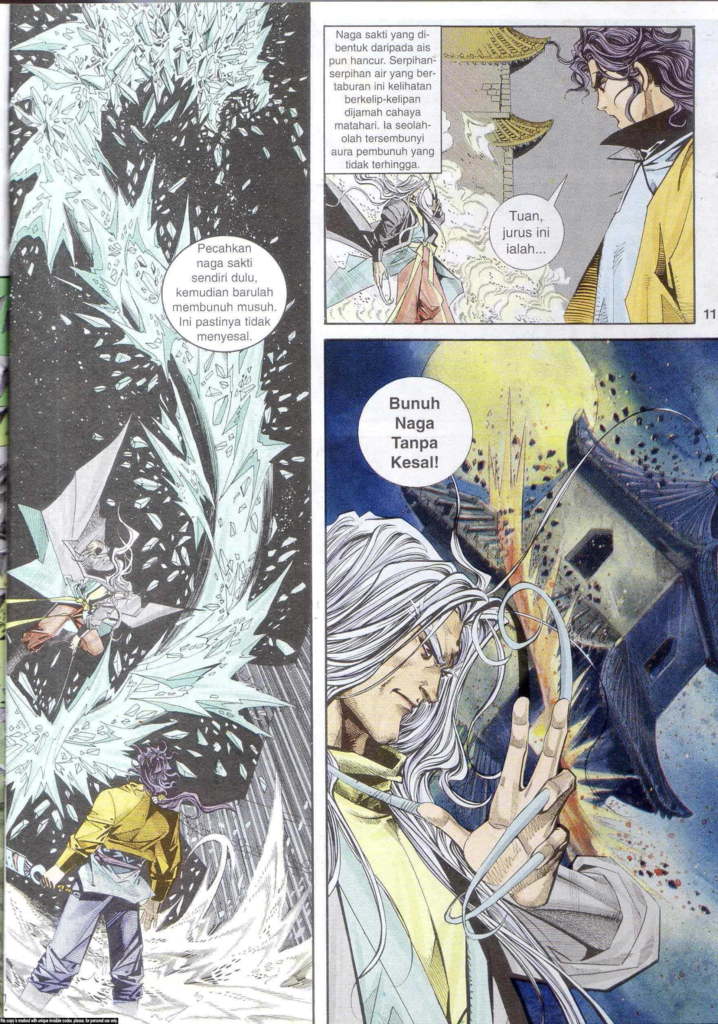 Pecahkan
naga sakti
sendiri dulu,
kemudian barulah
membunuh musuh.
Ini pastinya tidak
menyesal.
Naga sakti yang di-
bentuk daripada ais
pun hancur. Serpihan-
serpihan air yang ber-
taburan ini kelihatan
berkelip-kelipan
dijamah cahaya
matahari. Ia seolah-
olah tersembunyi
aura pembunuh yang
tidak terhingga.
Tuan,
jurus ini
ialah...
11
Bunuh
Naga
Tanpa
Kesal!